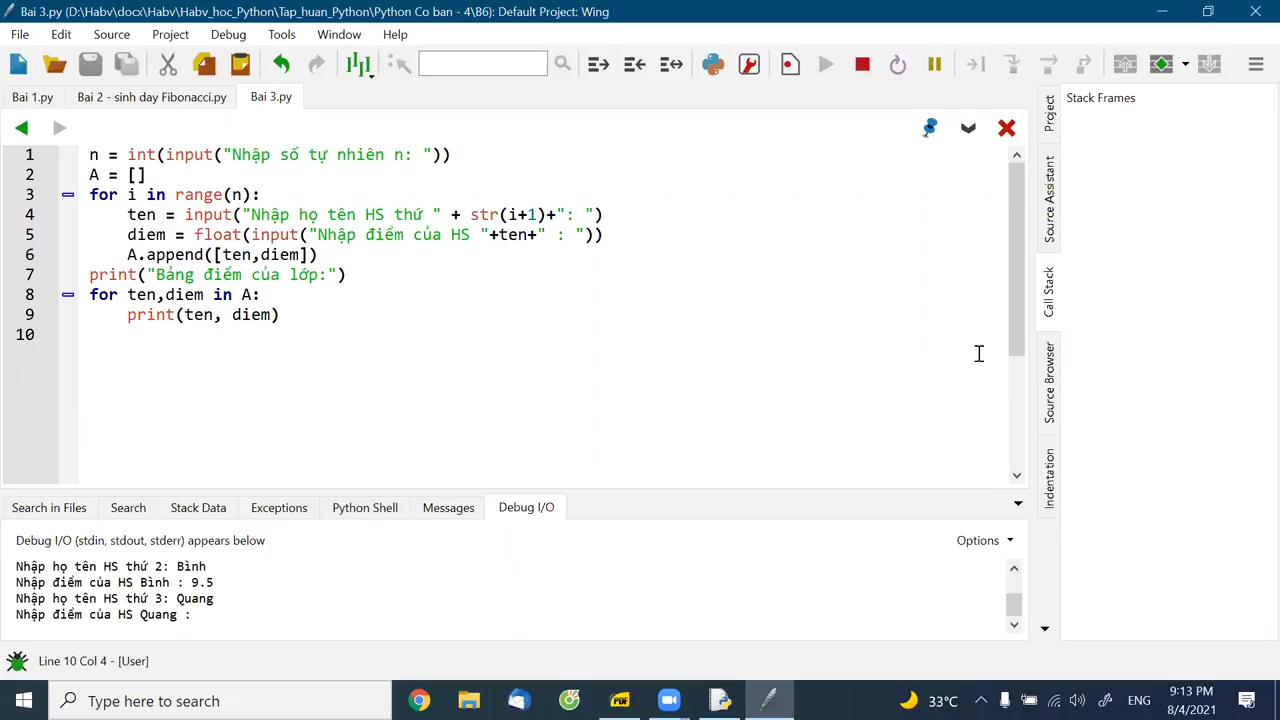 Bai 3.py (D:\Habv\docx\Habv\Habv_hoc_Python\Tap_huan_Python\Python Co ban - 4\B6): Default Project: Wing
File Edit Source Project Debug Tools Window Help
Bai 1.py Bai 2 - sinh day Fibonacci.py Bai 3.py
Stack Frames
1 n = int(input("Nhập số tự nhiên n: "))
2 A = []
3 for i in range(n):
4 ten = input("Nhập họ tên HS thứ " + str(i+1)+": ")
5 diem = float(input("Nhập điểm của HS "+ten+" : "))
6 A.append([ten,diem])
7 print("Bảng điểm của lớp:")
8 for ten,diem in A:
9 print(ten, diem)
10
Project
Source Assistant
Call Stack
Source Browser
Indentation
Search in Files Search Stack Data Exceptions Python Shell Messages Debug I/O
Debug I/O (stdin, stdout, stderr) appears below Options
Nhập họ tên HS thứ 2: Bình
Nhập điểm của HS Bình : 9.5
Nhập họ tên HS thứ 3: Quang
Nhập điểm của HS Quang :
Line 10 Col 4 - [User]
Type here to search
PDF
33°C ENG
9:13 PM
8/4/2021